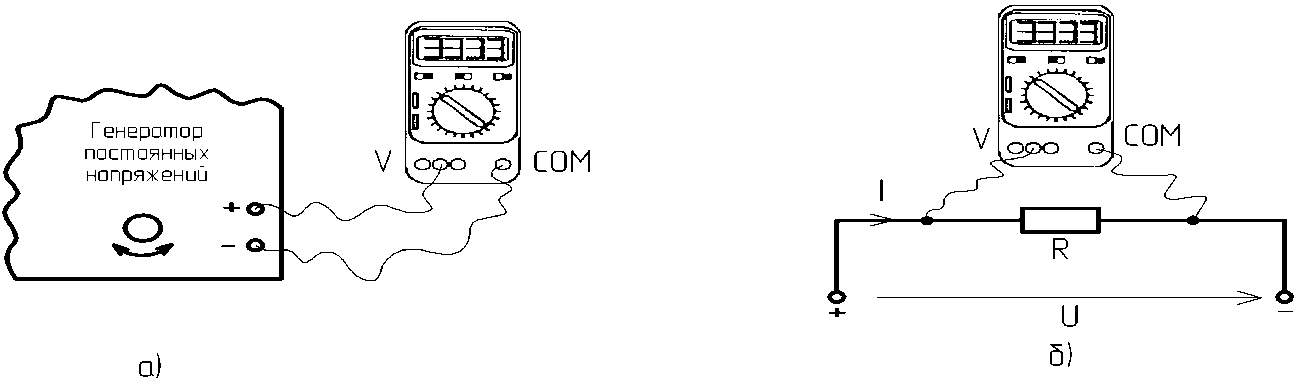 3333
Генератор
постоянных
напряжений
V
COM
+
−
а)
3333
V
COM
I
R
+
U
−
б)